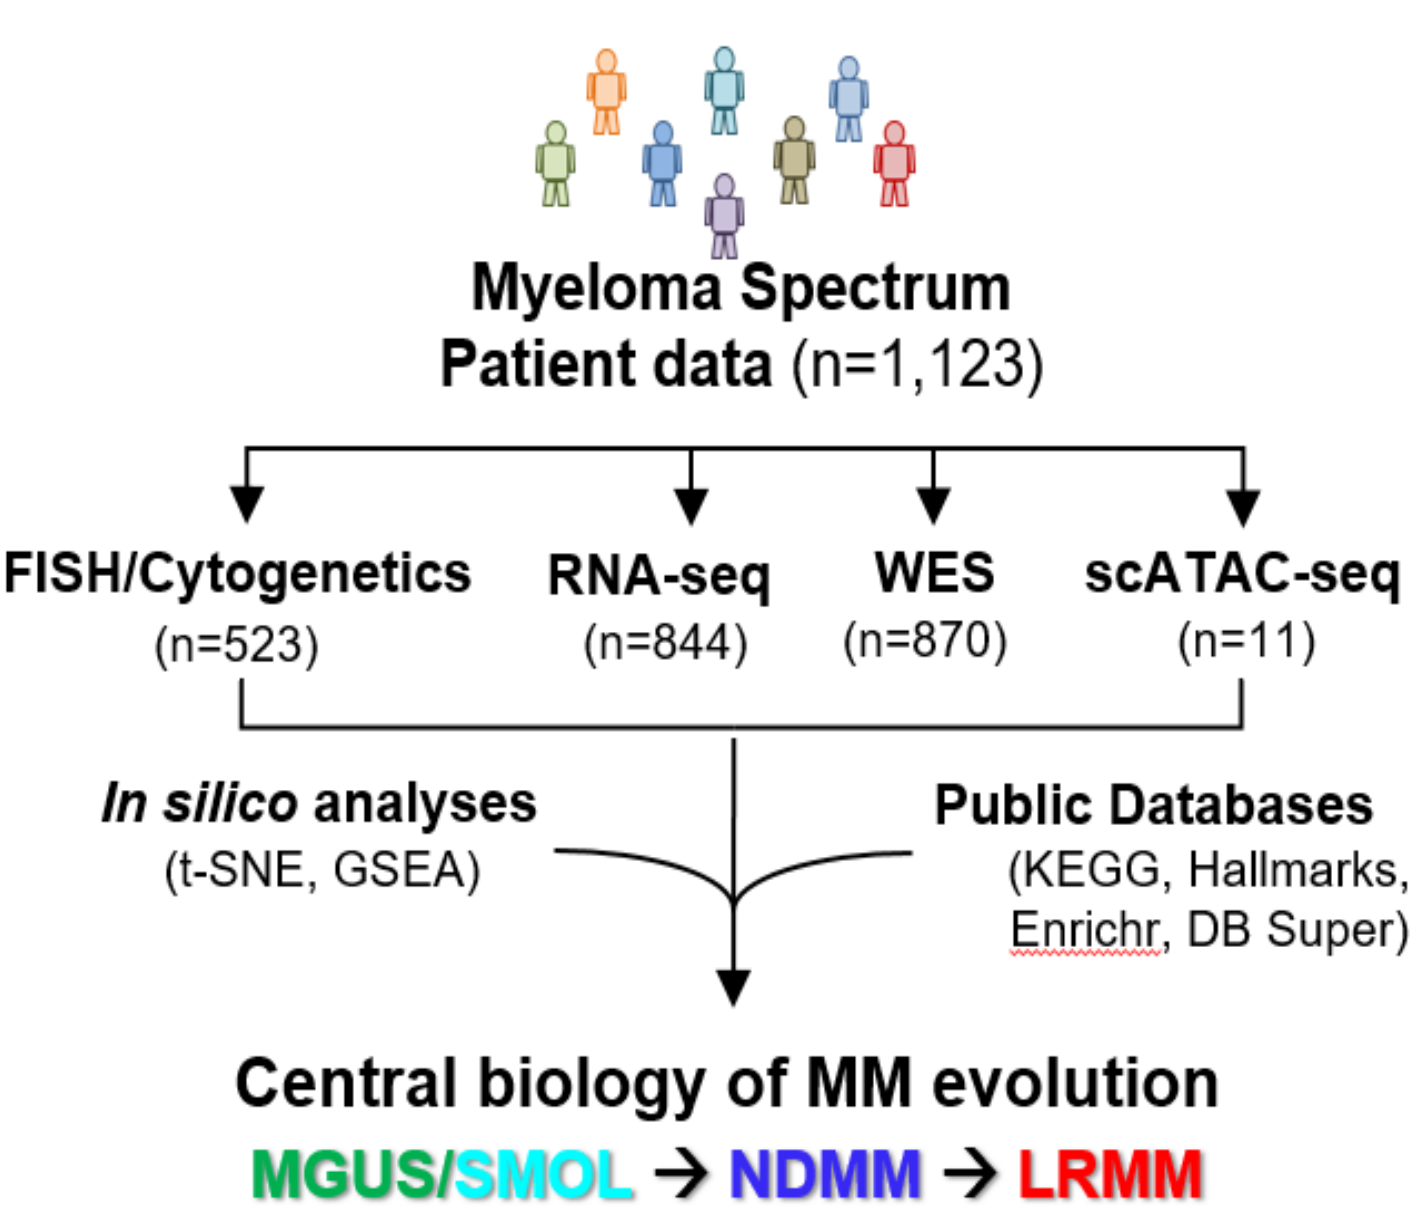 Myeloma Spectrum
Patient data (n=1,123)
FISH/Cytogenetics RNA-seq WES scATAC-seq
(n=523) (n=844) (n=870) (n=11)
In silico analyses
(t-SNE, GSEA)
Public Databases
(KEGG, Hallmarks,
Enrichr, DB Super)
Central biology of MM evolution
MGUS/SMOL → NDMM → LRMM